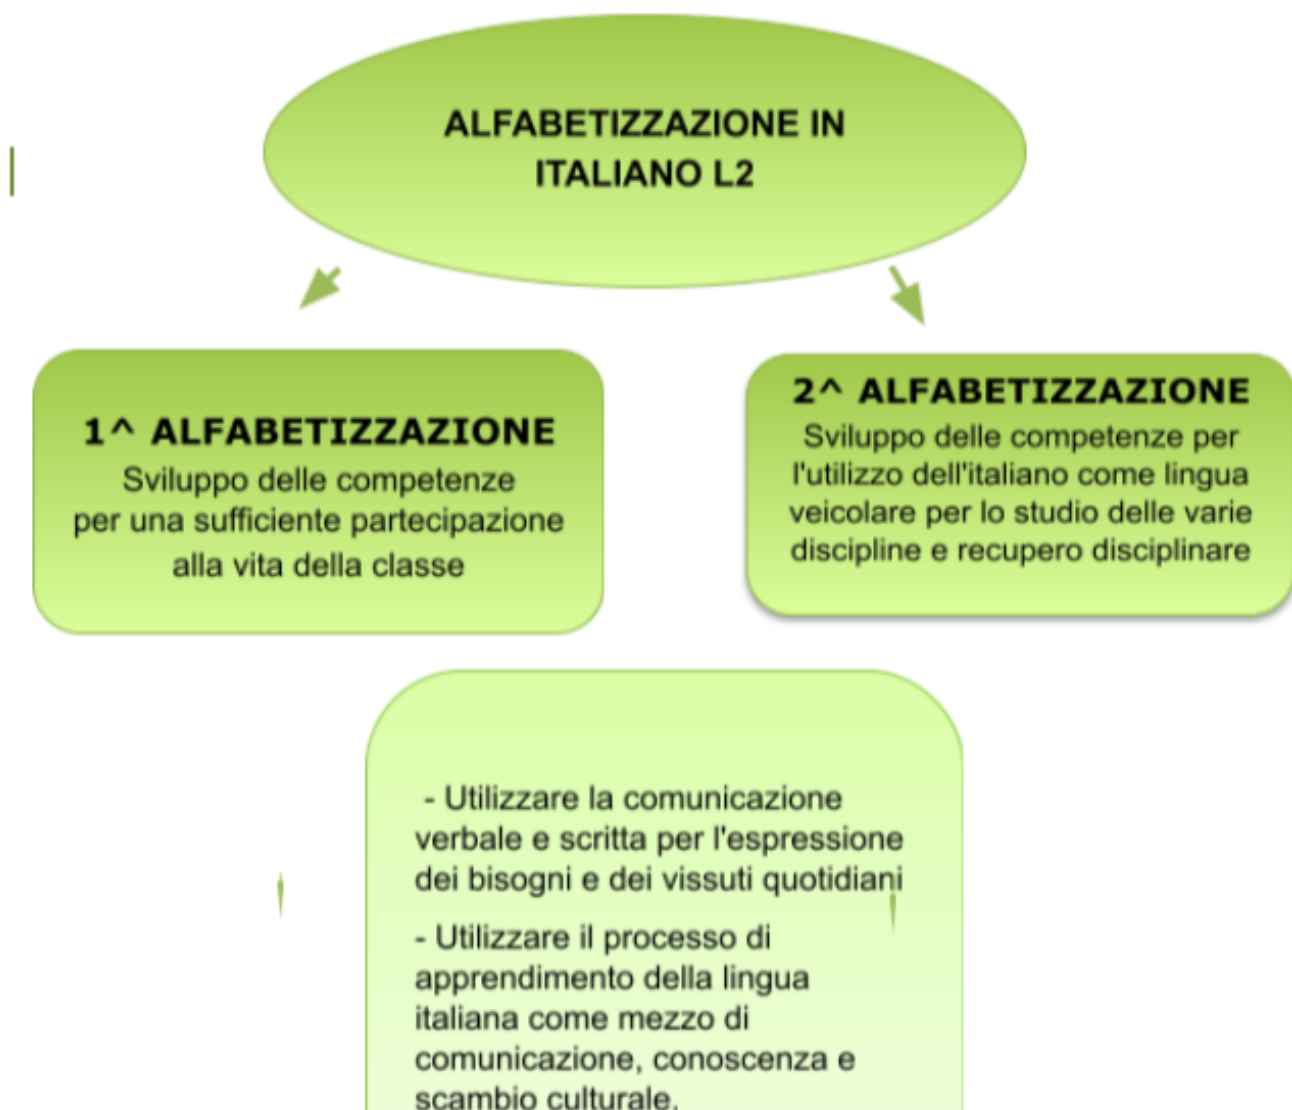 ALFABETIZZAZIONE IN
ITALIANO L2
1^ ALFABETIZZAZIONE
Sviluppo delle competenze
per una sufficiente partecipazione
alla vita della classe
2^ ALFABETIZZAZIONE
Sviluppo delle competenze per
l'utilizzo dell'italiano come lingua
veicolare per lo studio delle varie
discipline e recupero disciplinare
- Utilizzare la comunicazione
verbale e scritta per l'espressione
dei bisogni e dei vissuti quotidiani
- Utilizzare il processo di
apprendimento della lingua
italiana come mezzo di
comunicazione, conoscenza e
scambio culturale.